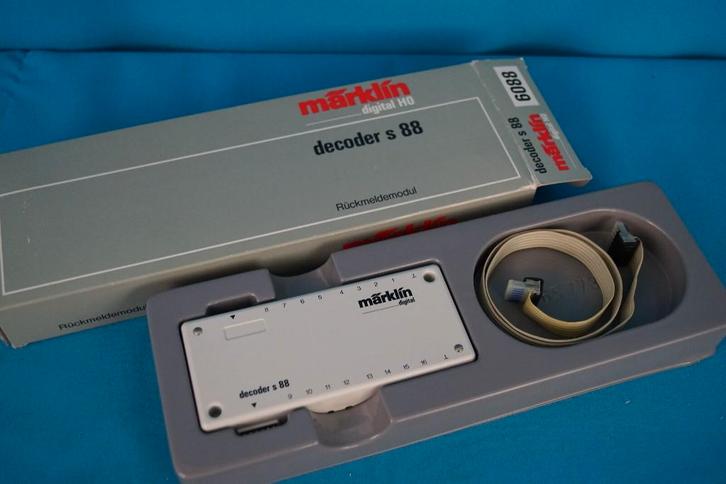 märklin
digital H0
decoder s 88
Rückmeldemodul
6088
märklin
decoder s 88
Rückmeldemodul
märklin
digital
8 7 6 5 4 3 2 1
decoder s 88
9 10 11 12 13 14 15 16